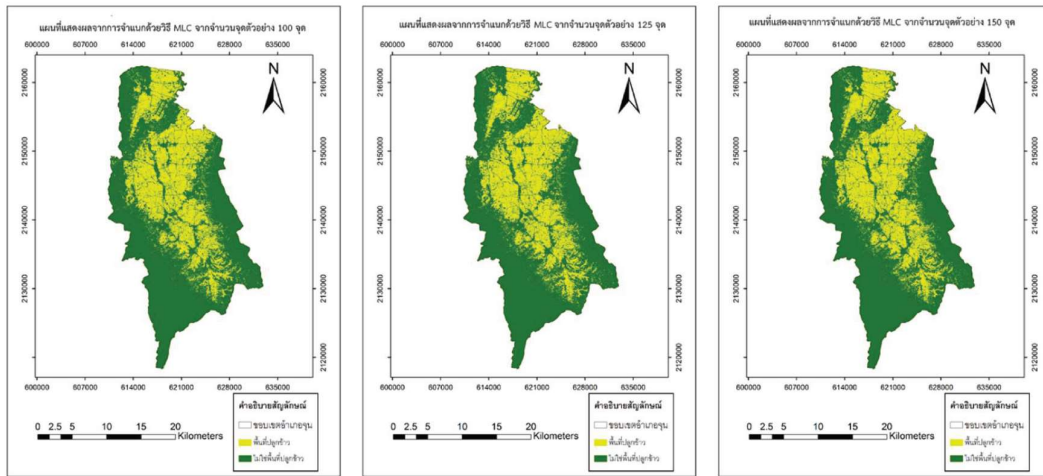 แผนที่แสดงผลจากการจำแนกด้วยวิธี MLC จากจำนวนจุดตัวอย่าง 100 จุด
600000 607000 614000 621000 628000 635000
N
2160000
2150000
2140000
2130000
2120000
600000 607000 614000 621000 628000 635000
คำอธิบายสัญลักษณ์
ขอบเขตอำเภอจุน
พื้นที่ปลูกข้าว
ไม่ใช่พื้นที่ปลูกข้าว
0 2.5 5 10 15 20
Kilometers
แผนที่แสดงผลจากการจำแนกด้วยวิธี MLC จากจำนวนจุดตัวอย่าง 125 จุด
600000 607000 614000 621000 628000 635000
N
2160000
2150000
2140000
2130000
2120000
600000 607000 614000 621000 628000 635000
คำอธิบายสัญลักษณ์
ขอบเขตอำเภอจุน
พื้นที่ปลูกข้าว
ไม่ใช่พื้นที่ปลูกข้าว
0 2.5 5 10 15 20
Kilometers
แผนที่แสดงผลจากการจำแนกด้วยวิธี MLC จากจำนวนจุดตัวอย่าง 150 จุด
600000 607000 614000 621000 628000 635000
N
2160000
2150000
2140000
2130000
2120000
600000 607000 614000 621000 628000 635000
คำอธิบายสัญลักษณ์
ขอบเขตอำเภอจุน
พื้นที่ปลูกข้าว
ไม่ใช่พื้นที่ปลูกข้าว
0 2.5 5 10 15 20
Kilometers